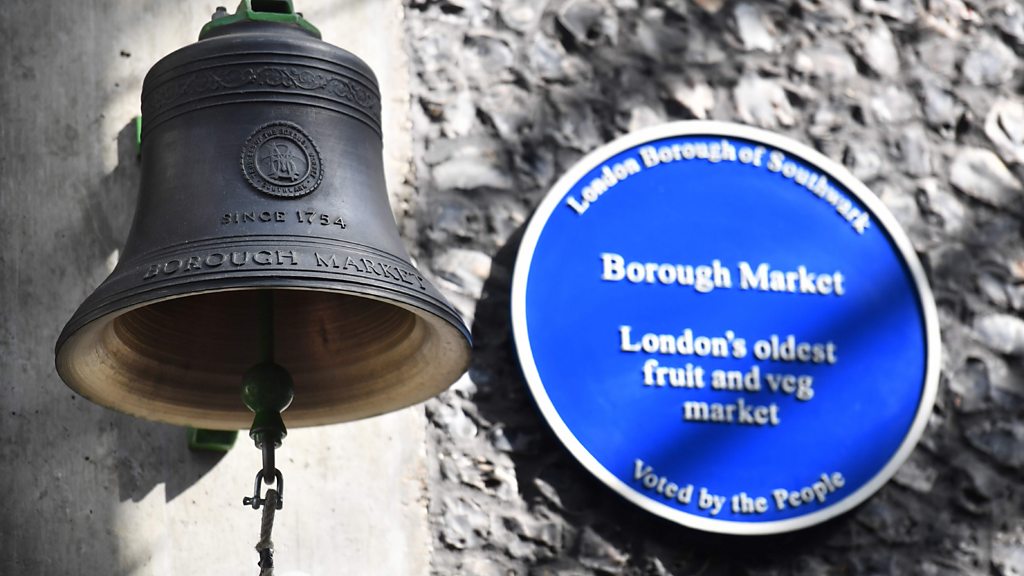 SINCE 1754
BOROUGH MARKET
London Borough of Southwark
Borough Market
London's oldest
fruit and veg
market
Voted by the People